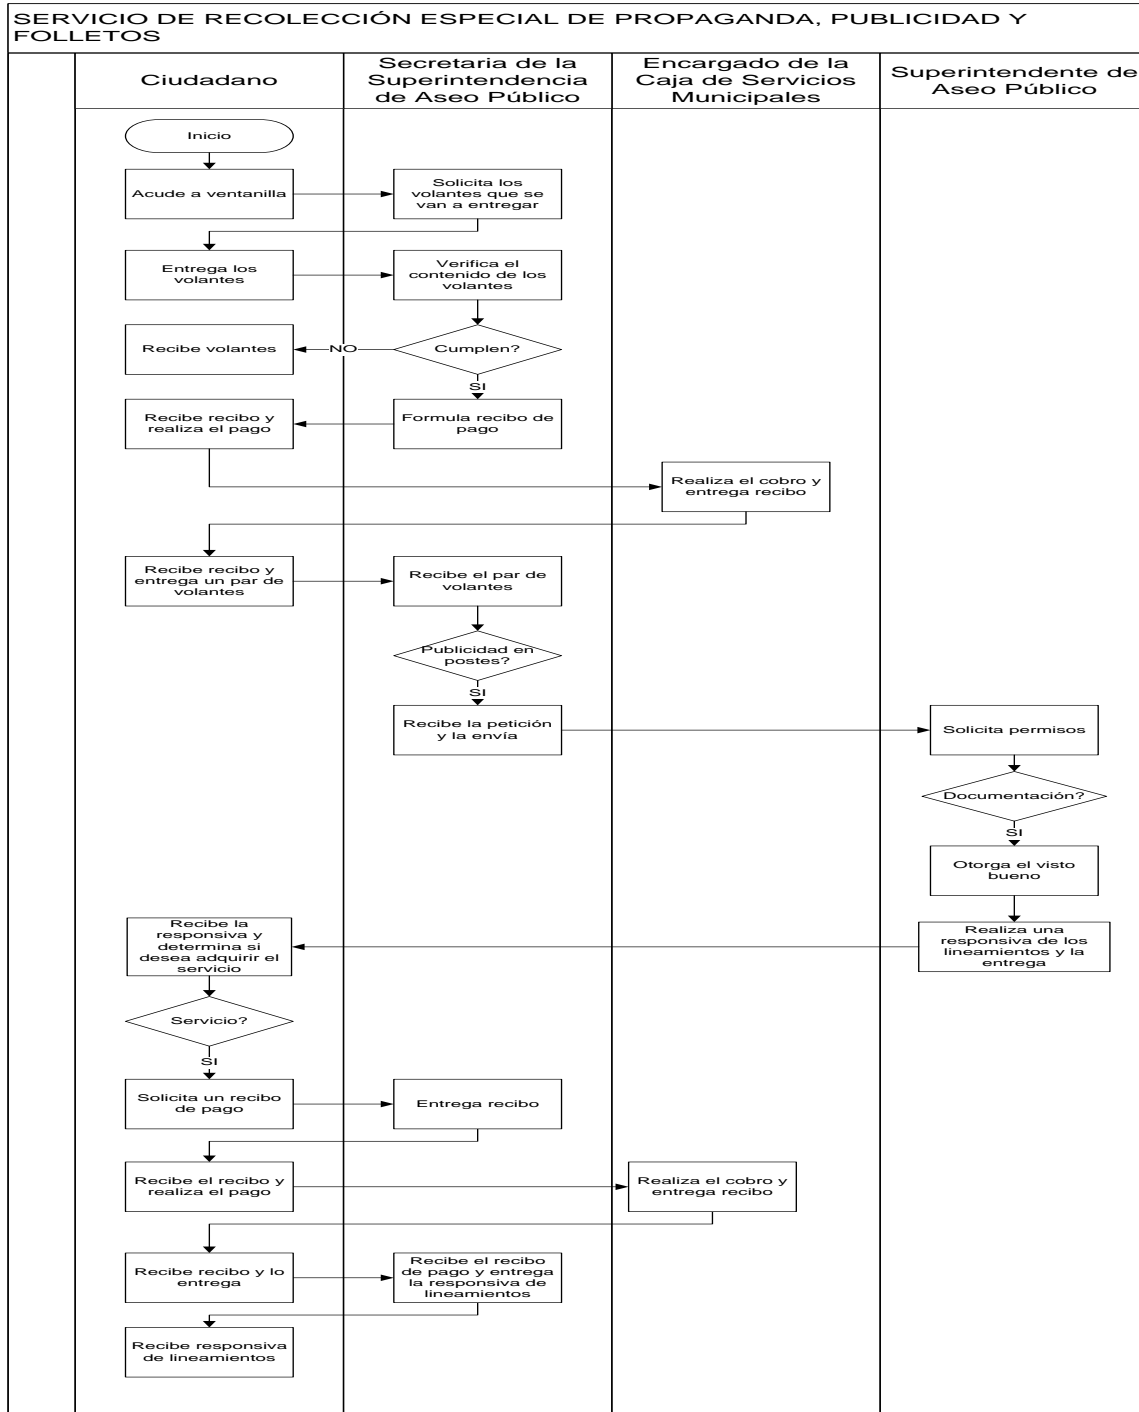 SERVICIO DE RECOLECCIÓN ESPECIAL DE PROPAGANDA, PUBLICIDAD Y
FOLLETOS
Ciudadano
Secretaria de la
Superintendencia
de Aseo Público
Encargado de la
Caja de Servicios
Municipales
Superintendente de
Aseo Público
Inicio
Acude a ventanilla
Solicita los
volantes que se
van a entregar
Entrega los
volantes
Verifica el
contenido de los
volantes
Recibe volantes
NO
Cumplen?
SI
Recibe recibo y
realiza el pago
Formula recibo de
pago
Realiza el cobro y
entrega recibo
Recibe recibo y
entrega un par de
volantes
Recibe el par de
volantes
Publicidad en
postes?
SI
Recibe la petición
y la envía
Solicita permisos
Documentación?
SI
Otorga el visto
bueno
Realiza una
responsiva de los
lineamientos y la
entrega
Recibe la
responsiva y
determina si
desea adquirir el
servicio
Servicio?
SI
Solicita un recibo
de pago
Entrega recibo
Recibe el recibo y
realiza el pago
Realiza el cobro y
entrega recibo
Recibe recibo y lo
entrega
Recibe el recibo
de pago y entrega
la responsiva de
lineamientos
Recibe responsiva
de lineamientos